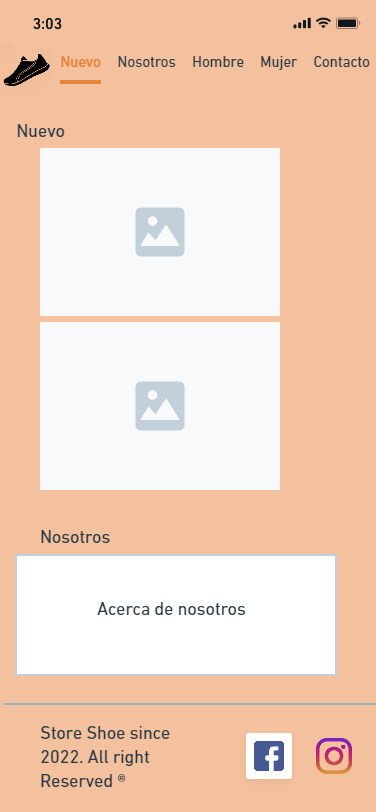 3:03
Nuevo Nosotros Hombre Mujer Contacto
Nuevo
Nosotros
Acerca de nosotros
Store Shoe since
2022. All right
Reserved ®